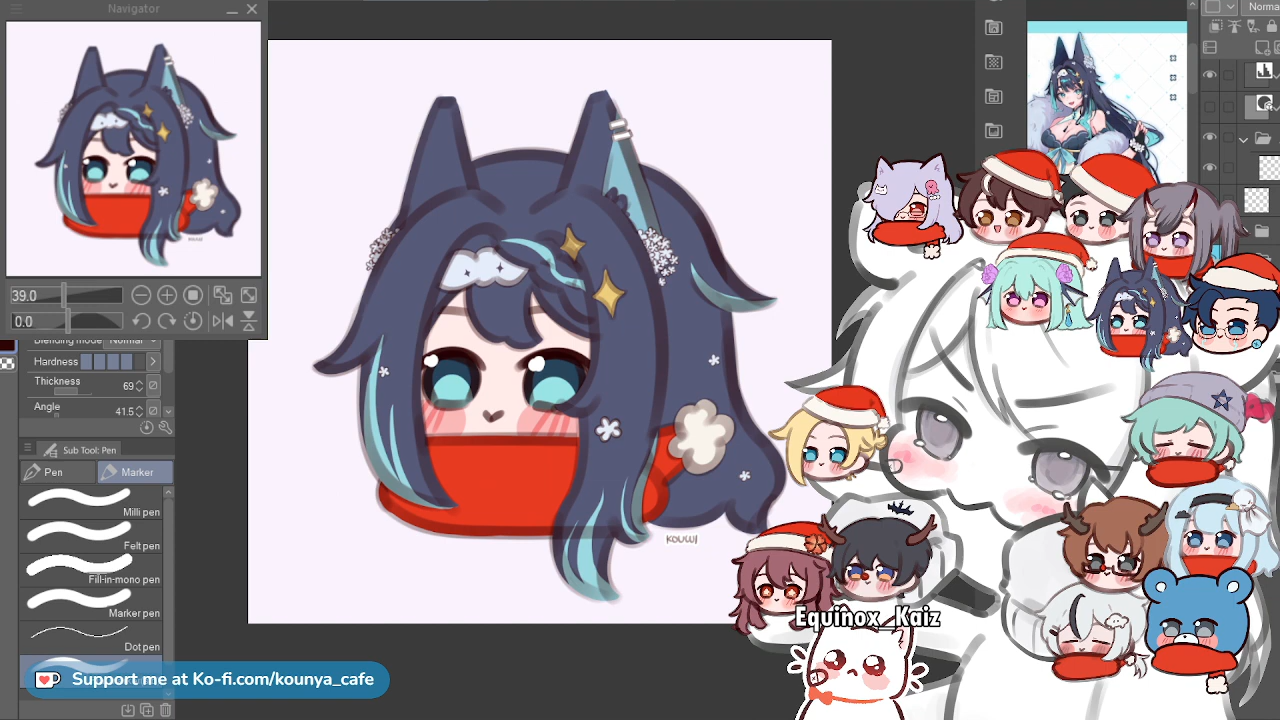 Navigator
39.0
0.0
Blending mode Normal
Hardness
Thickness
69
Angle
41.5
Sub Tool: Pen
Pen
Marker
Milli pen
Felt pen
Fill-in-mono pen
Marker pen
Dot pen
Support me at Ko-fi.com/kounya_cafe
KOUWI
Equinox_Kaiz
Norma